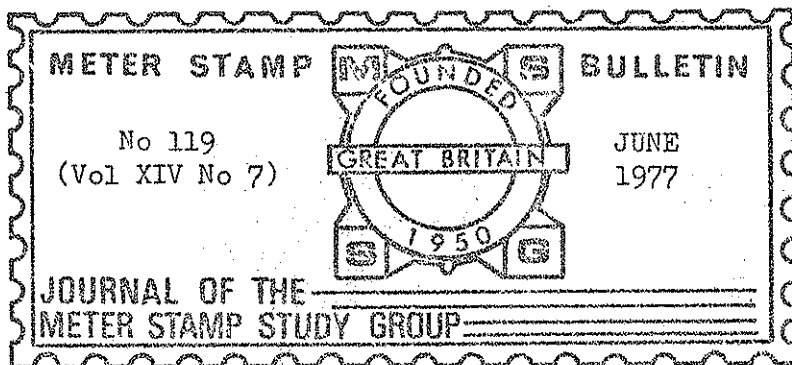 METER STAMP
No 119
(Vol XIV No 7)
M S
FOUNDED
GREAT BRITAIN
1950
S G
BULLETIN
JUNE
1977
JOURNAL OF THE
METER STAMP STUDY GROUP